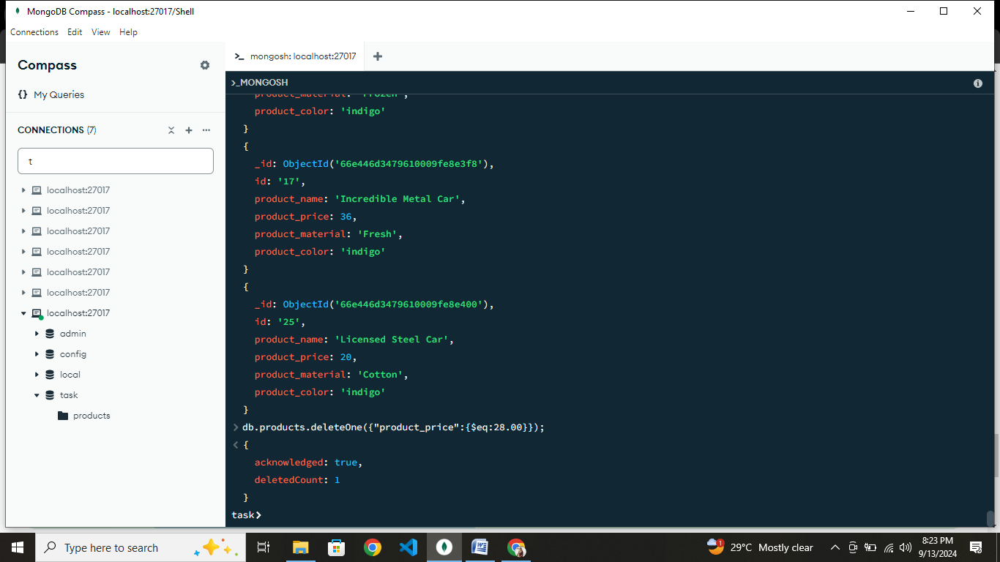 MongoDB Compass - localhost:27017/Shell
Connections Edit View Help
Compass
{} My Queries
CONNECTIONS (7)
t
localhost:27017
localhost:27017
localhost:27017
localhost:27017
localhost:27017
localhost:27017
localhost:27017
admin
config
local
task
products
>_ mongosh: localhost:27017 +
>_MONGOSH
product_material: 'Frozen',
product_color: 'indigo'
}
{
_id: ObjectId('66e446d3479610009fe8e3f8'),
id: '17',
product_name: 'Incredible Metal Car',
product_price: 36,
product_material: 'Fresh',
product_color: 'indigo'
}
{
_id: ObjectId('66e446d3479610009fe8e400'),
id: '25',
product_name: 'Licensed Steel Car',
product_price: 20,
product_material: 'Cotton',
product_color: 'indigo'
}
> db.products.deleteOne({"product_price":{$eq:28.00}});
< {
acknowledged: true,
deletedCount: 1
}
task>
Type here to search
1
29°C Mostly clear
8:23 PM
9/13/2024